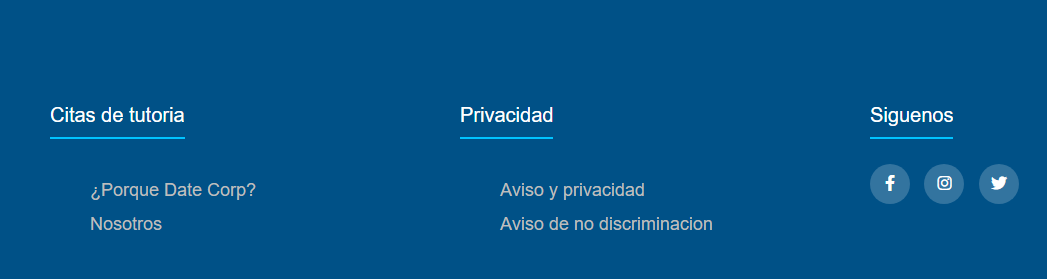 Citas de tutoria
¿Porque Date Corp?
Nosotros
Privacidad
Aviso y privacidad
Aviso de no discriminacion
Siguenos